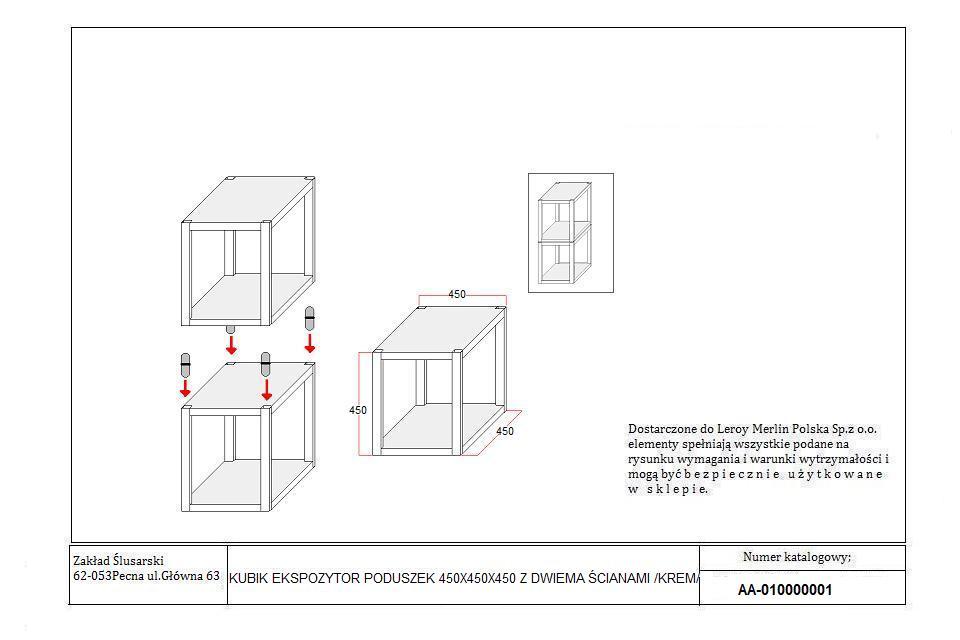 450
450
450
Dostarczone do Leroy Merlin Polska Sp.z o.o.
elementy spełniają wszystkie podane na
rysunku wymagania i warunki wytrzymałości i
mogą być b e z p i e c z n i e u ż y t k o w a n e
w s k l e p i e.
Zakład Ślusarski
62-053Pecna ul.Główna 63
KUBIK EKSPOZYTOR PODUSZEK 450X450X450 Z DWIEMA ŚCIANAMI /KREMA
Numer katalogowy;
AA-010000001